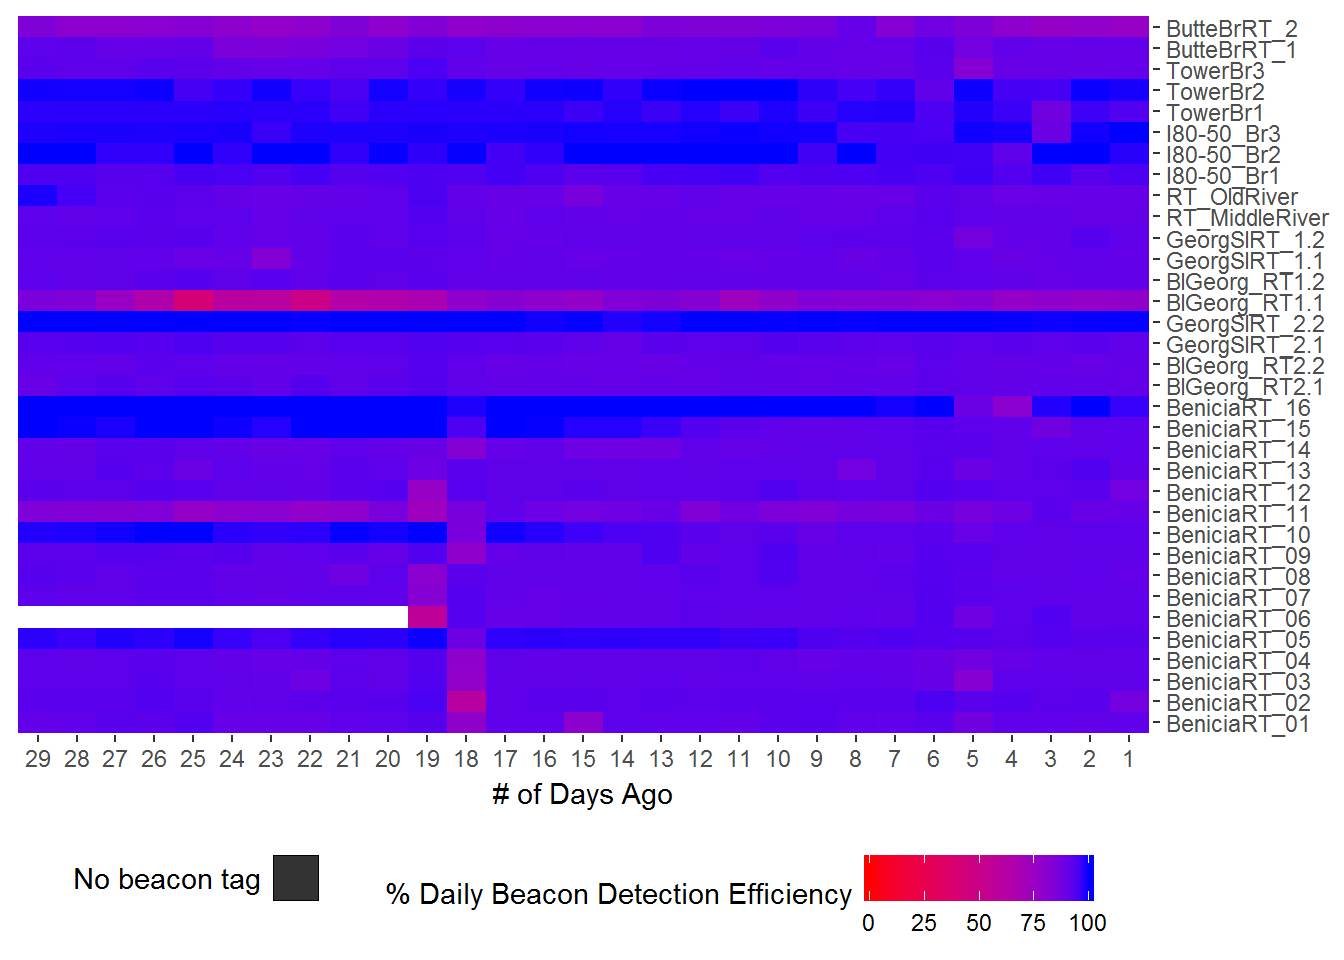 ButteBrRT_2
ButteBrRT_1
TowerBr3
TowerBr2
TowerBr1
I80-50_Br3
I80-50_Br2
I80-50_Br1
RT_OldRiver
RT_MiddleRiver
GeorgSlRT_1.2
GeorgSlRT_1.1
BlGeorg_RT1.2
BlGeorg_RT1.1
GeorgSlRT_2.2
GeorgSlRT_2.1
BlGeorg_RT2.2
BlGeorg_RT2.1
BeniciaRT_16
BeniciaRT_15
BeniciaRT_14
BeniciaRT_13
BeniciaRT_12
BeniciaRT_11
BeniciaRT_10
BeniciaRT_09
BeniciaRT_08
BeniciaRT_07
BeniciaRT_06
BeniciaRT_05
BeniciaRT_04
BeniciaRT_03
BeniciaRT_02
BeniciaRT_01
29 28 27 26 25 24 23 22 21 20 19 18 17 16 15 14 13 12 11 10 9 8 7 6 5 4 3 2 1
# of Days Ago
No beacon tag
% Daily Beacon Detection Efficiency
0 25 50 75 100